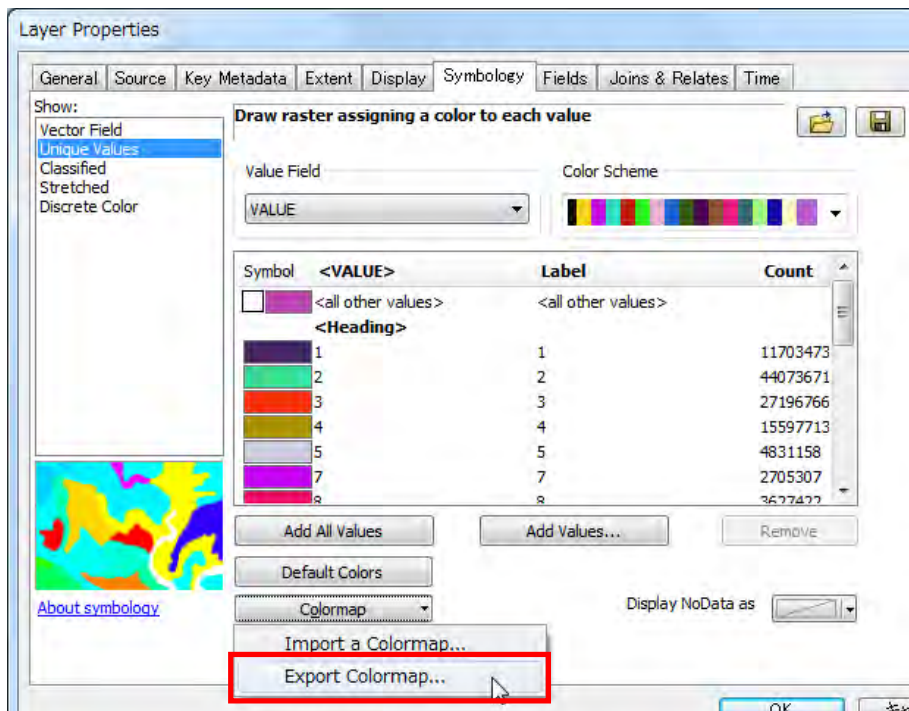 Layer Properties
General Source Key Metadata Extent Display Symbology Fields Joins & Relates Time
Show:
Vector Field
Unique Values
Classified
Stretched
Discrete Color
Draw raster assigning a color to each value
Value Field
Color Scheme
VALUE
Symbol <VALUE> Label Count
<all other values> <all other values>
<Heading>
1 1 11703473
2 2 44073671
3 3 27196766
4 4 15597713
5 5 4831158
7 7 2705307
8 8 3627422
Add All Values
Add Values...
Remove
Default Colors
About symbology
Colormap
Display NoData as
Import a Colormap...
Export Colormap...
OK